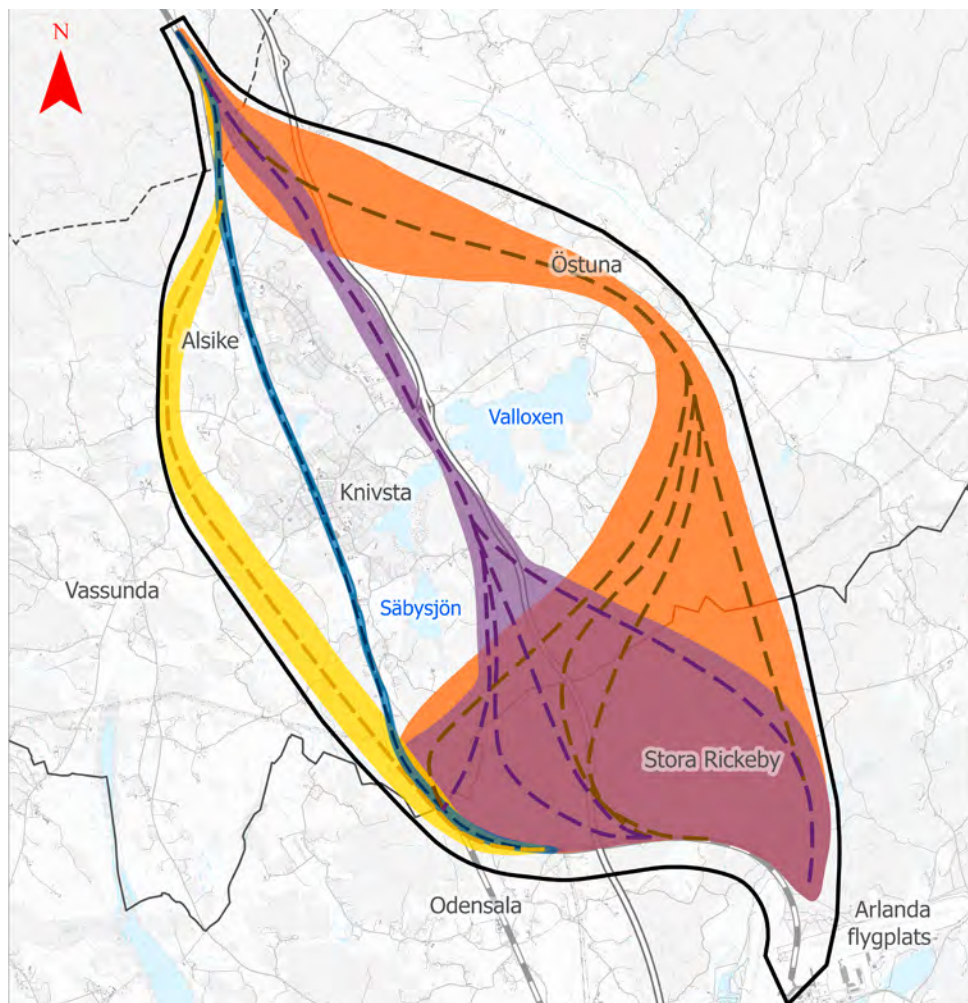 N
Östuna
Alsike
Valloxen
Knivsta
Vassunda
Säbysjön
Stora Rickeby
Odensala
Arlanda
flygplats